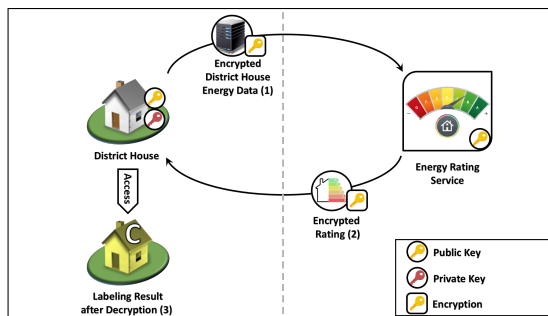 Encrypted
District House
Energy Data (1)
District House
Energy Rating
Service
Access
Encrypted
Rating (2)
C
Labeling Result
after Decryption (3)
Public Key
Private Key
Encryption